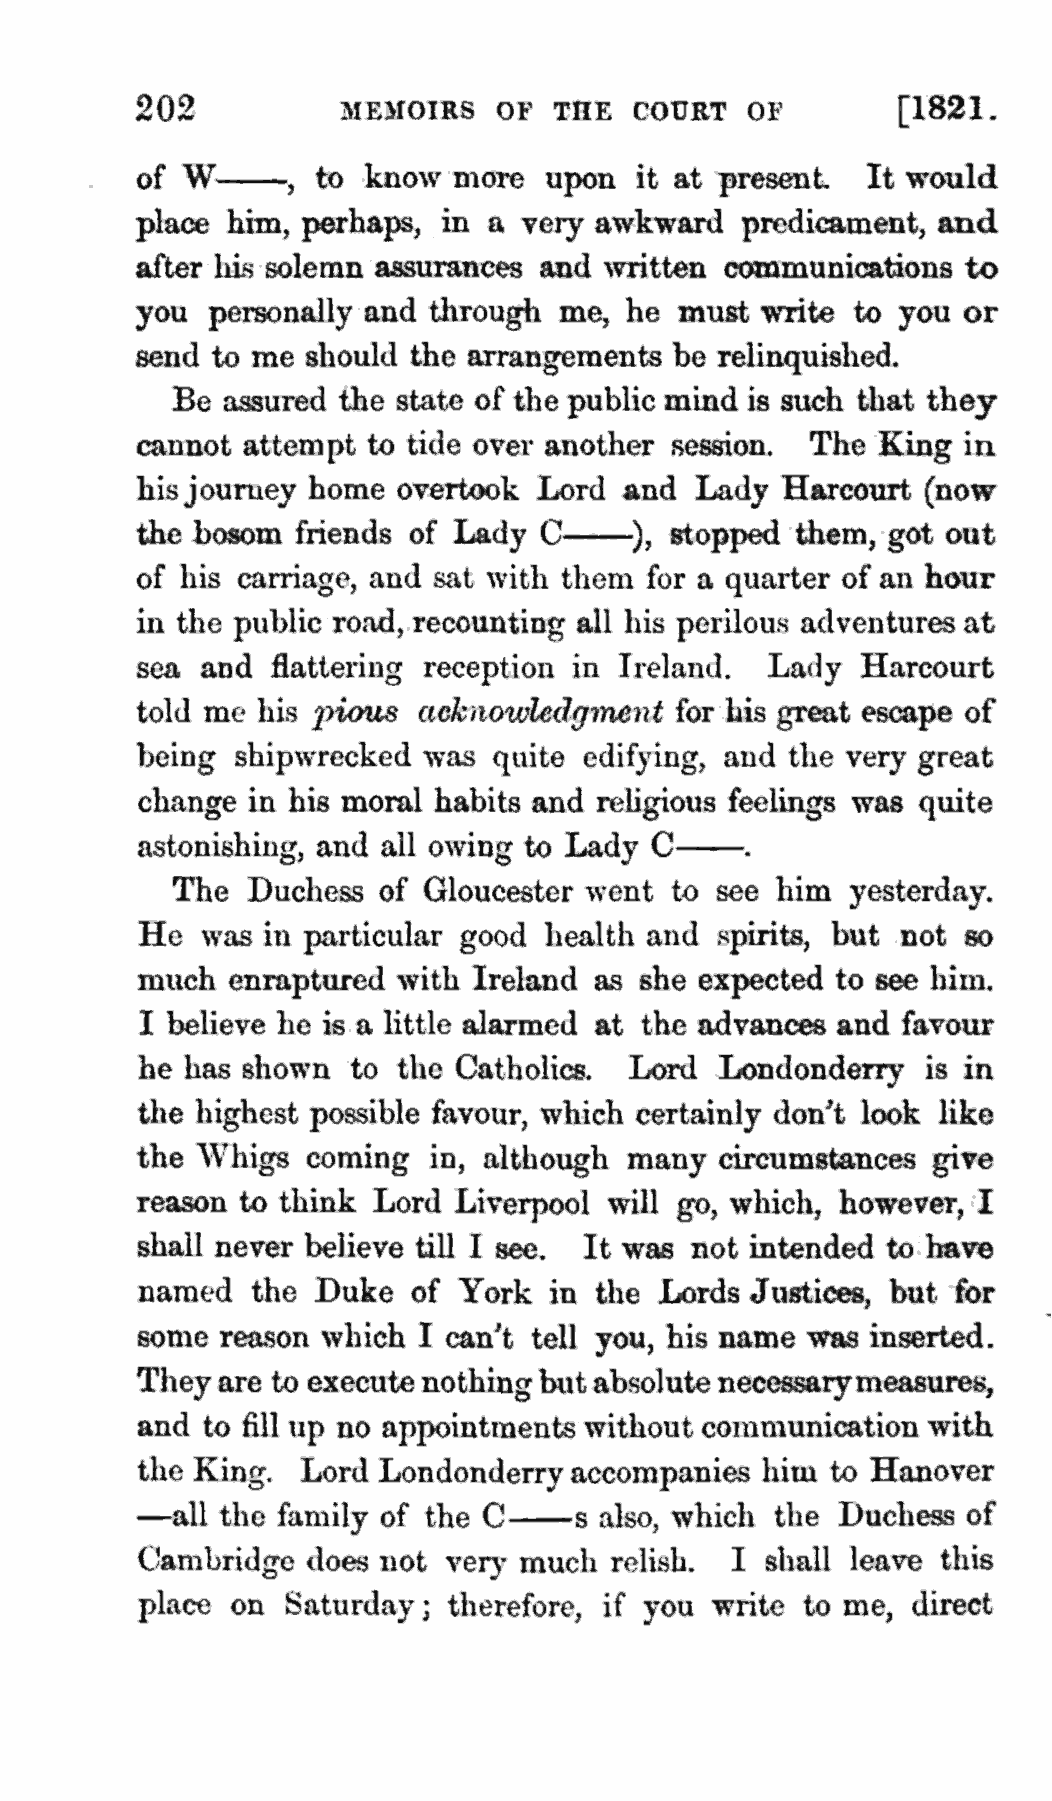 202 MEMOIRS OF THE COURT OF [1821.
of W——, to know more upon it at present. It would
place him, perhaps, in a very awkward predicament, and
after his solemn assurances and written communications to
you personally and through me, he must write to you or
send to me should the arrangements be relinquished.
Be assured the state of the public mind is such that they
cannot attempt to tide over another session. The King in
his journey home overtook Lord and Lady Harcourt (now
the bosom friends of Lady C——), stopped them, got out
of his carriage, and sat with them for a quarter of an hour
in the public road, recounting all his perilous adventures at
sea and flattering reception in Ireland. Lady Harcourt
told me his pious acknowledgment for his great escape of
being shipwrecked was quite edifying, and the very great
change in his moral habits and religious feelings was quite
astonishing, and all owing to Lady C——.
The Duchess of Gloucester went to see him yesterday.
He was in particular good health and spirits, but not so
much enraptured with Ireland as she expected to see him.
I believe he is a little alarmed at the advances and favour
he has shown to the Catholics. Lord Londonderry is in
the highest possible favour, which certainly don't look like
the Whigs coming in, although many circumstances give
reason to think Lord Liverpool will go, which, however, I
shall never believe till I see. It was not intended to have
named the Duke of York in the Lords Justices, but for
some reason which I can't tell you, his name was inserted.
They are to execute nothing but absolute necessary measures,
and to fill up no appointments without communication with
the King. Lord Londonderry accompanies him to Hanover
—all the family of the C——s also, which the Duchess of
Cambridge does not very much relish. I shall leave this
place on Saturday; therefore, if you write to me, direct